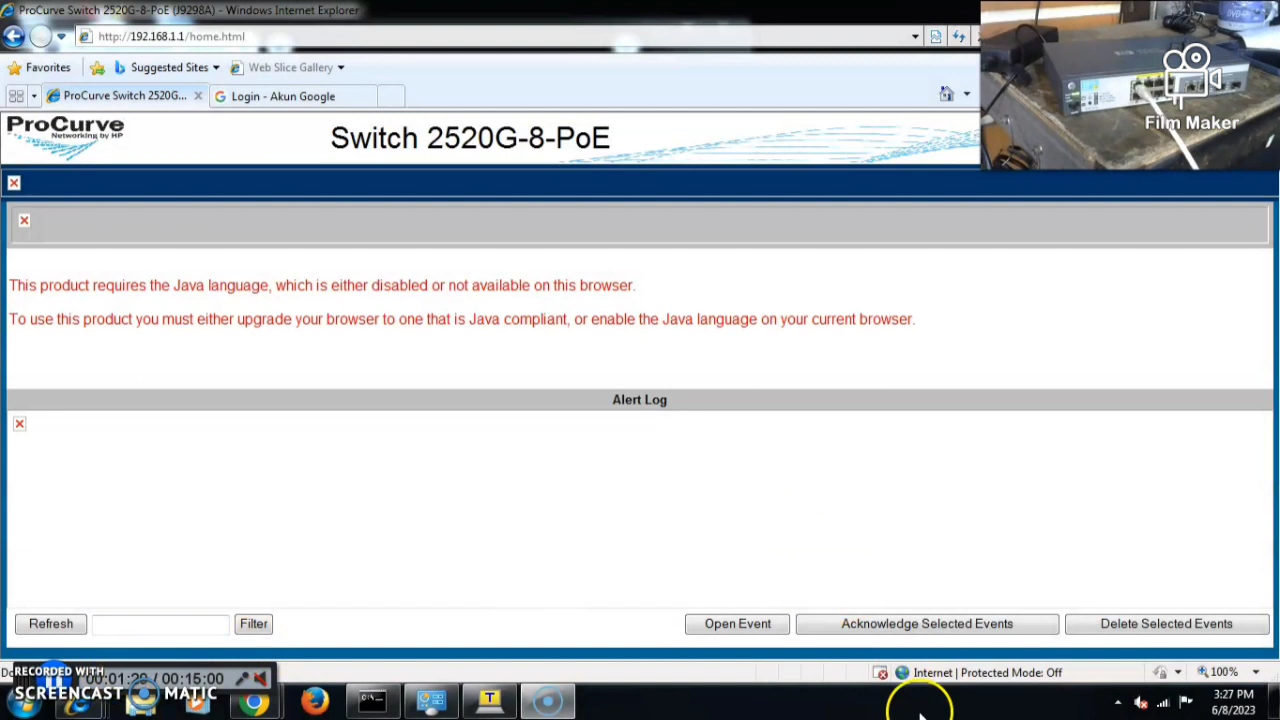 ProCurve Switch 2520G-8-PoE (J9298A) - Windows Internet Explorer
http://192.168.1.1/home.html
Favorites Suggested Sites Web Slice Gallery
ProCurve Switch 2520G... Login - Akun Google
Film Maker
ProCurve
Networking by HP
Switch 2520G-8-PoE
This product requires the Java language, which is either disabled or not available on this browser.
To use this product you must either upgrade your browser to one that is Java compliant, or enable the Java language on your current browser.
Alert Log
Refresh Filter Open Event Acknowledge Selected Events Delete Selected Events
Internet | Protected Mode: Off 100%
RECORDED WITH
SCREENCAST MATIC
/ 00:15:00
3:27 PM
6/8/2023